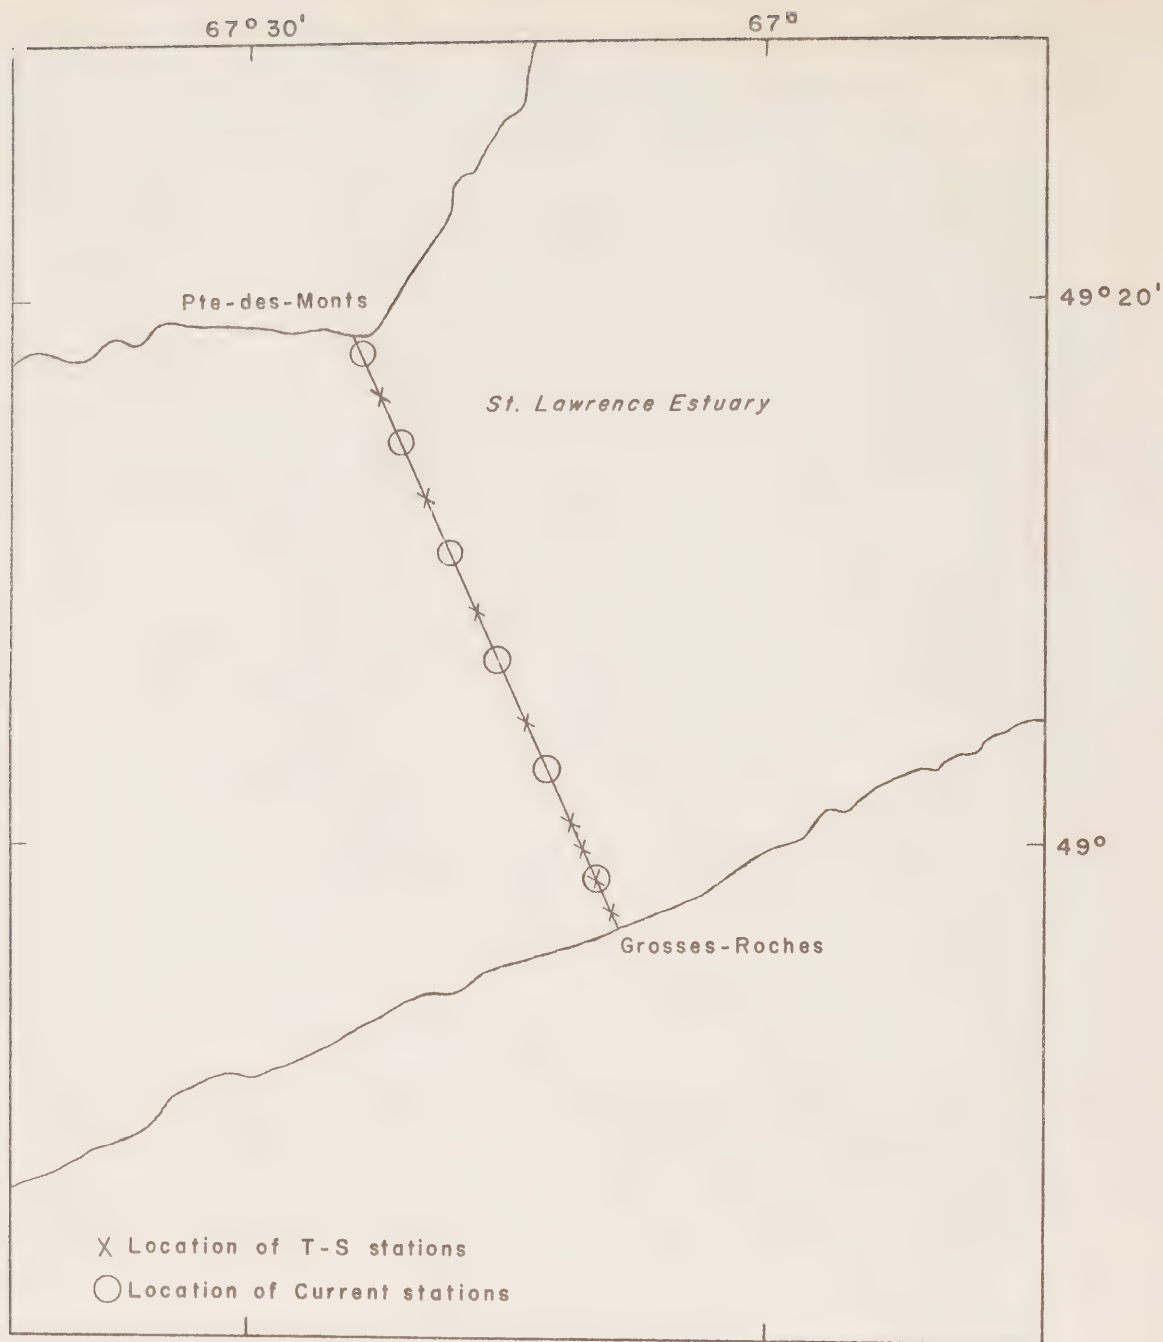 67° 30' 67°
Pte-des-Monts
49° 20'
St. Lawrence Estuary
49°
Grosses-Roches
X Location of T-S stations
◯ Location of Current stations